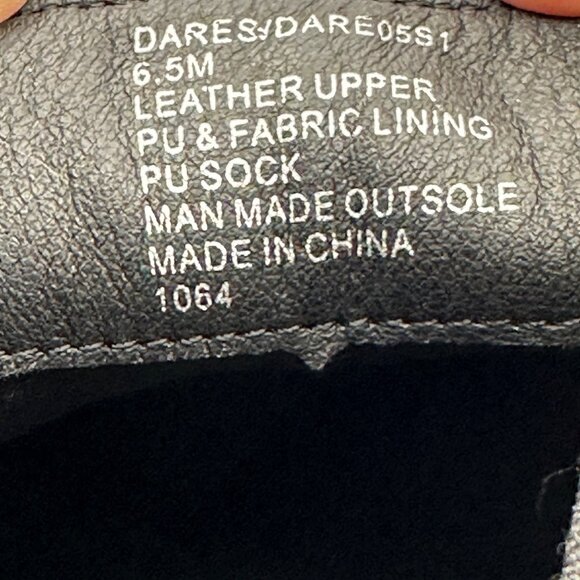 DARES/DARE05S1
6.5M
LEATHER UPPER
PU & FABRIC LINING
PU SOCK
MAN MADE OUTSOLE
MADE IN CHINA
1064